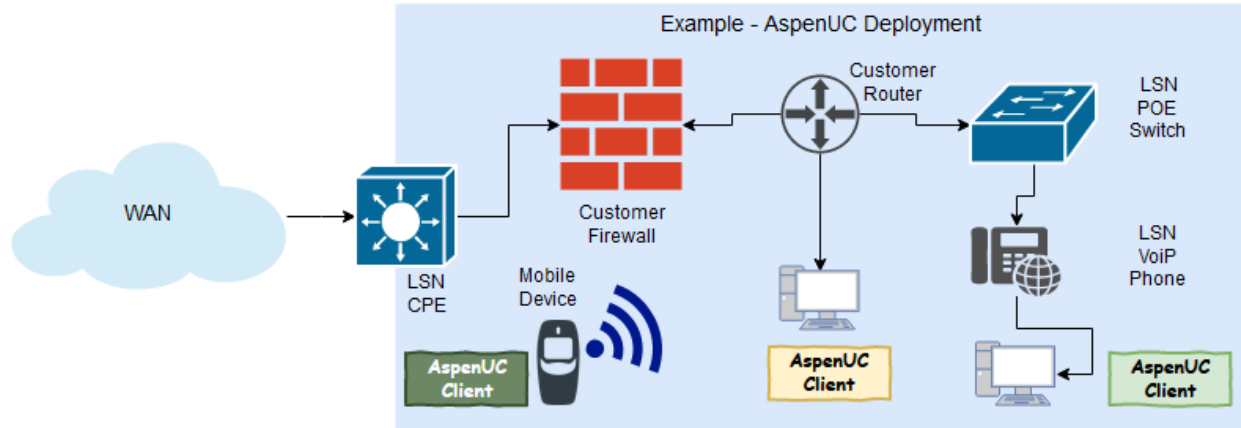 Example - AspenUC Deployment
WAN
LSN
CPE
Customer
Firewall
Customer
Router
LSN
POE
Switch
LSN
VoiP
Phone
Mobile
Device
AspenUC
Client
AspenUC
Client
AspenUC
Client